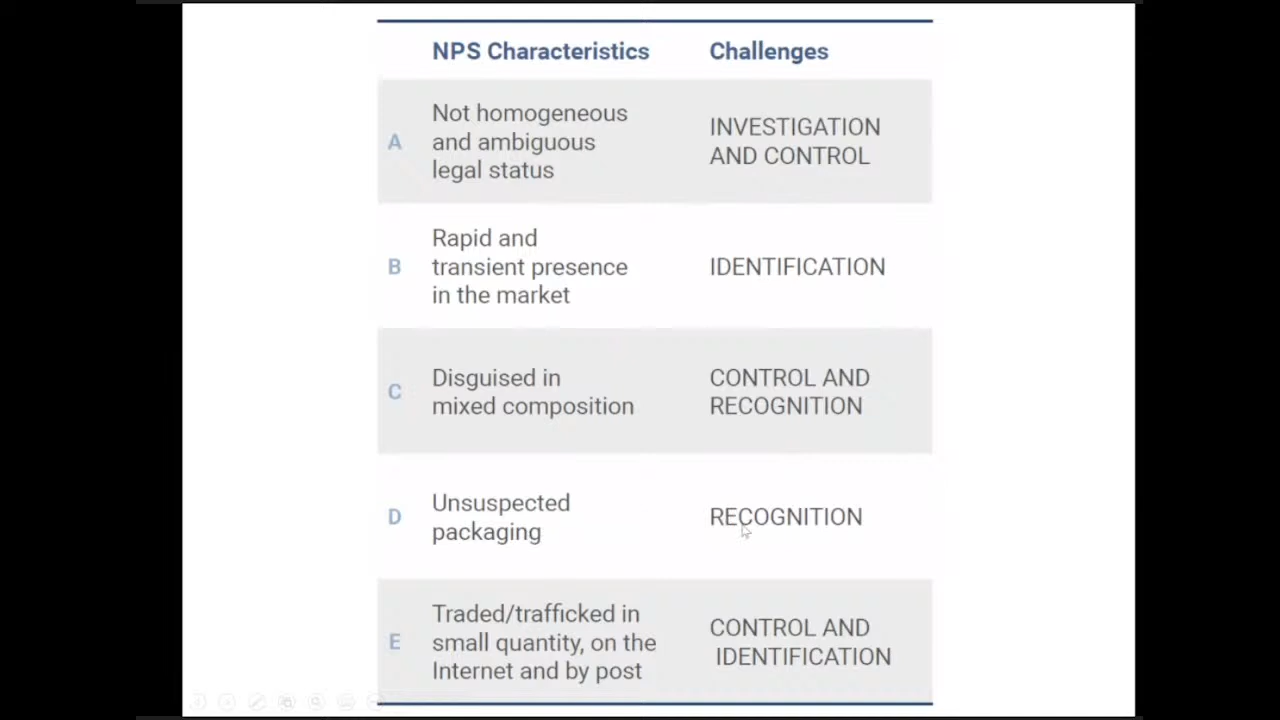 NPS Characteristics Challenges
A Not homogeneous and ambiguous legal status INVESTIGATION AND CONTROL
B Rapid and transient presence in the market IDENTIFICATION
C Disguised in mixed composition CONTROL AND RECOGNITION
D Unsuspected packaging RECOGNITION
E Traded/trafficked in small quantity, on the Internet and by post CONTROL AND IDENTIFICATION